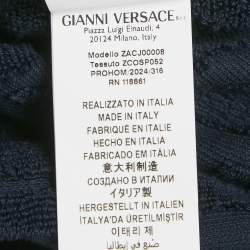 GIANNI VERSACE S.r.l.
Piazza Luigi Einaudi, 4
20124 Milano, Italy
Modello ZACJ00008
Tessuto ZCOSP052
PROHOM/2024/316
RN 118661
REALIZZATO IN ITALIA
MADE IN ITALY
FABRIQUÉ EN ITALIE
HECHO EN ITALIA
FABRICADO EM ITÁLIA
意大利制造
СОЗДАНО В ИТАЛИИ
イタリア製
HERGESTELLT IN ITALIEN
İTALYA'DA ÜRETİLMİŞTİR
이태리 제
صنع في إيطاليا